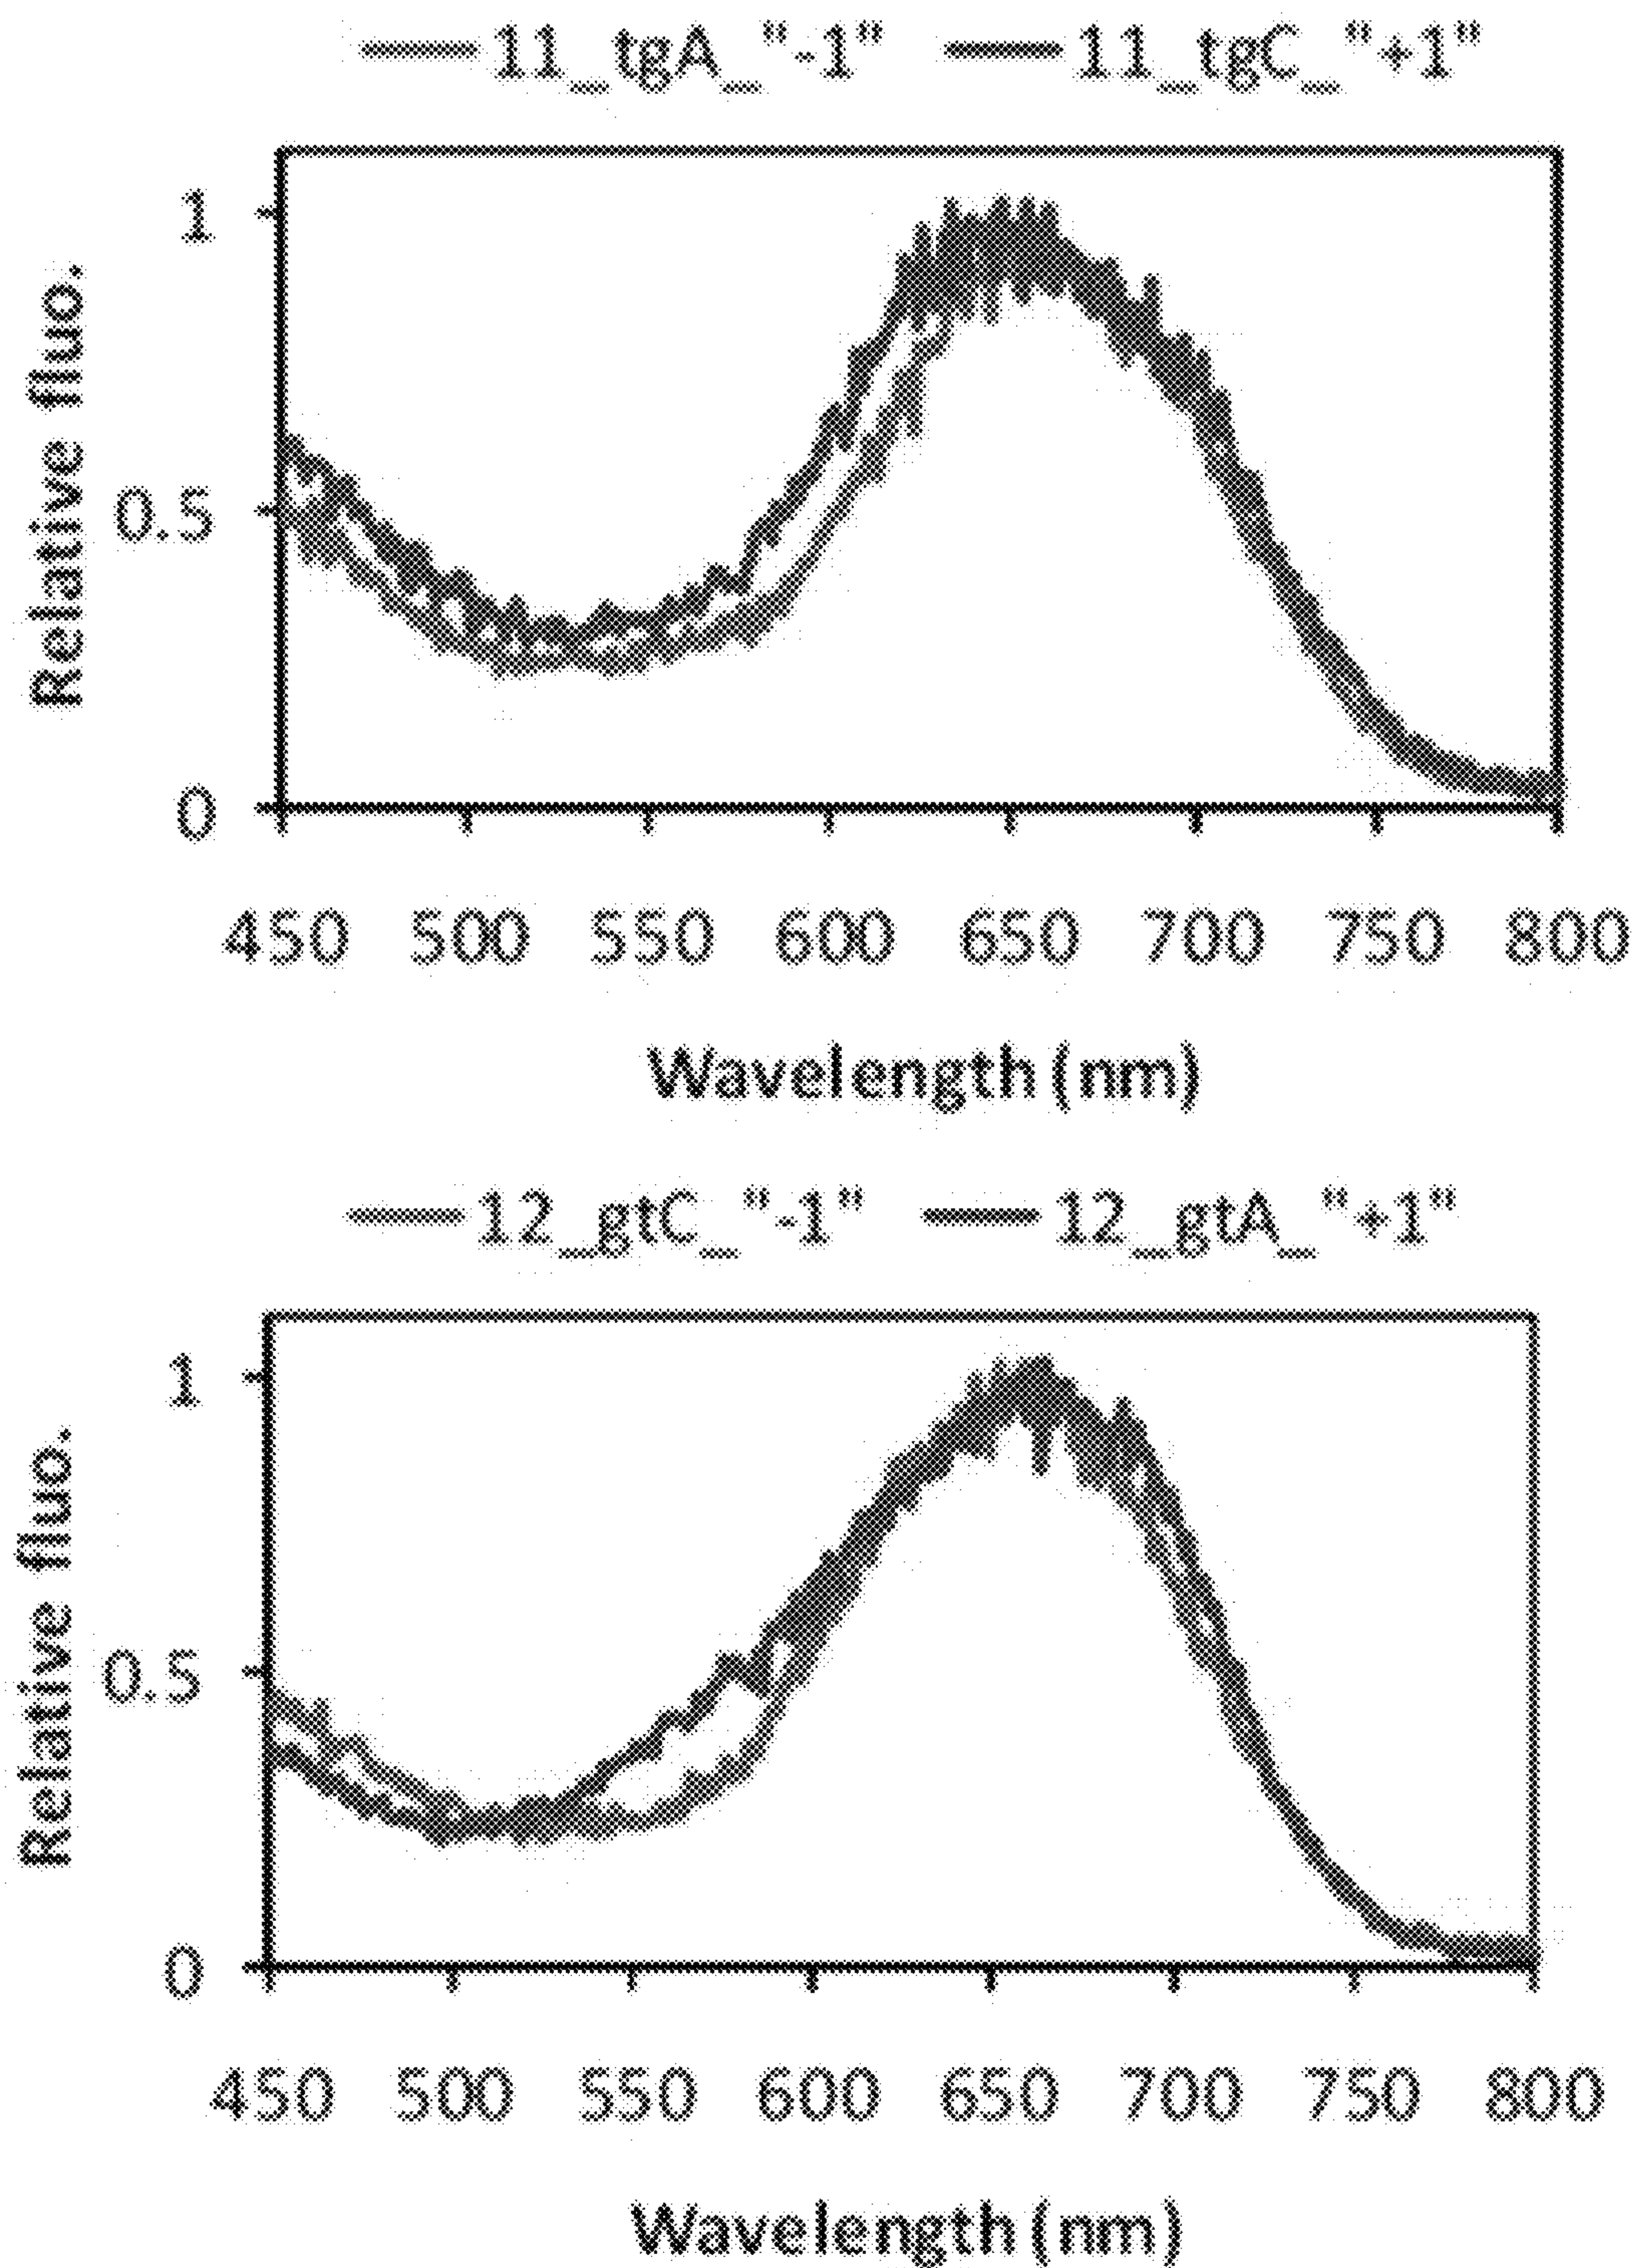 11_tgA_"-1" 11_tgC_"+1"
1
0.5
0
Relative fluo.
450 500 550 600 650 700 750 800
Wavelength (nm)
12_gtC_"-1" 12_gtA_"+1"
1
0.5
0
Relative fluo.
450 500 550 600 650 700 750 800
Wavelength (nm)